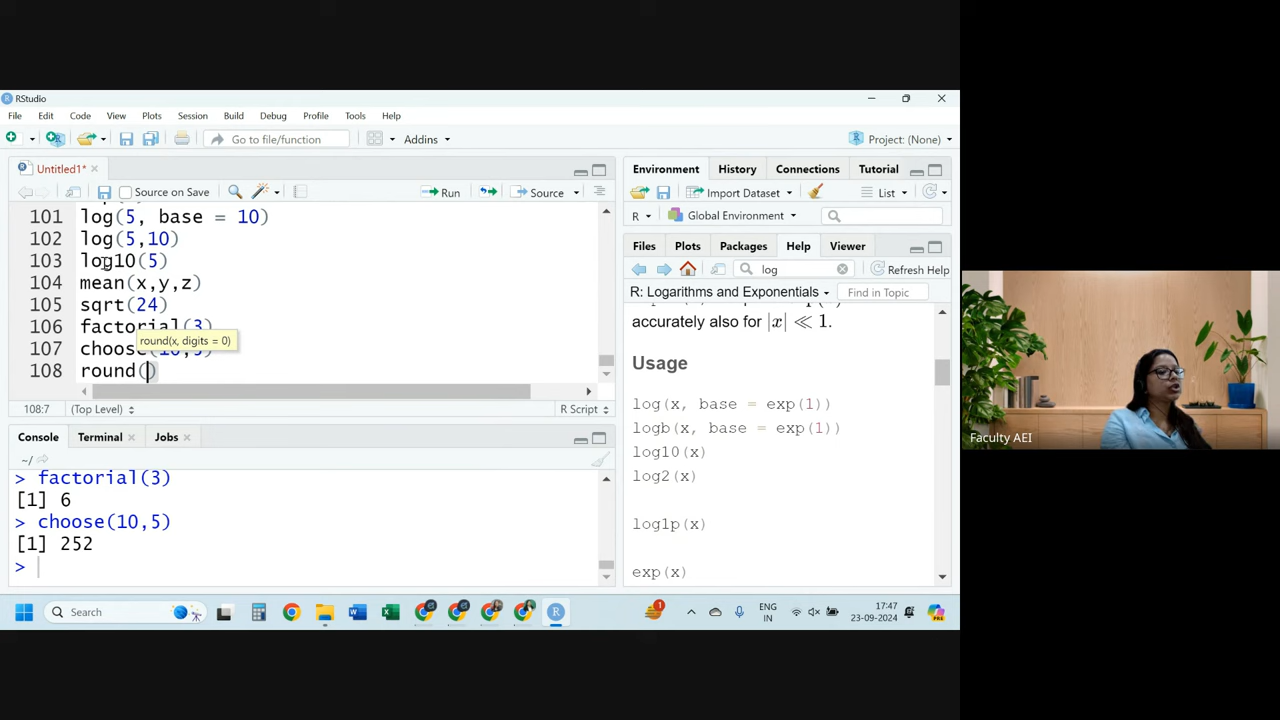 RStudio
File Edit Code View Plots Session Build Debug Profile Tools Help
Go to file/function Addins Project: (None)
Untitled1*
Source on Save Run Source
101 log(5, base = 10)
102 log(5,10)
103 log10(5)
104 mean(x,y,z)
105 sqrt(24)
106 factorial(3)
round(x, digits = 0)
107
108 round()
108:7 (Top Level) R Script
Console Terminal Jobs
~/
> factorial(3)
[1] 6
> choose(10,5)
[1] 252
>
Environment History Connections Tutorial
Import Dataset List
R Global Environment
Files Plots Packages Help Viewer
log Refresh Help
R: Logarithms and Exponentials Find in Topic
accurately also for |x| ≪ 1.
Usage
log(x, base = exp(1))
logb(x, base = exp(1))
log10(x)
log2(x)
log1p(x)
exp(x)
Faculty AEI
Search
1
ENG
IN
17:47
23-09-2024